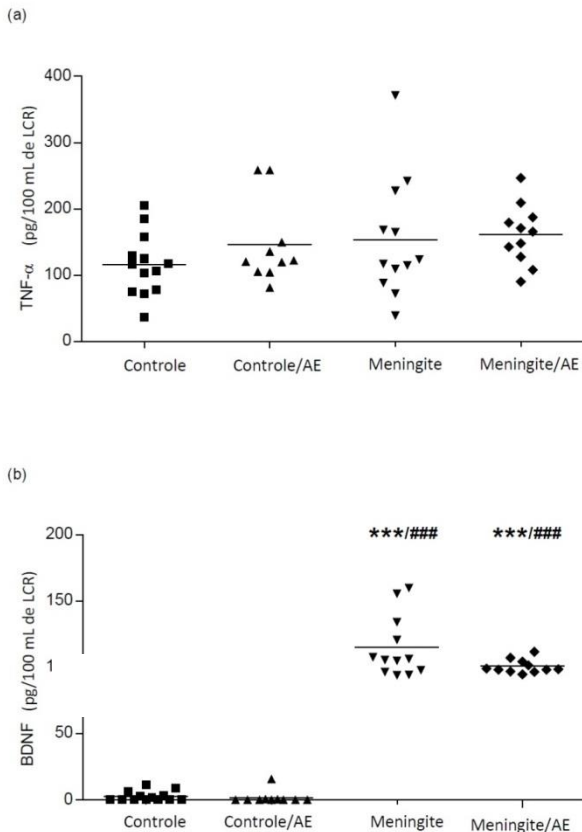 (a)
TNF-α (pg/100 mL de LCR)
400
300
200
100
0
Controle Controle/AE Meningite Meningite/AE
(b)
BDNF (pg/100 mL de LCR)
***/### ***/###
200
150
1
50
0
Controle Controle/AE Meningite Meningite/AE